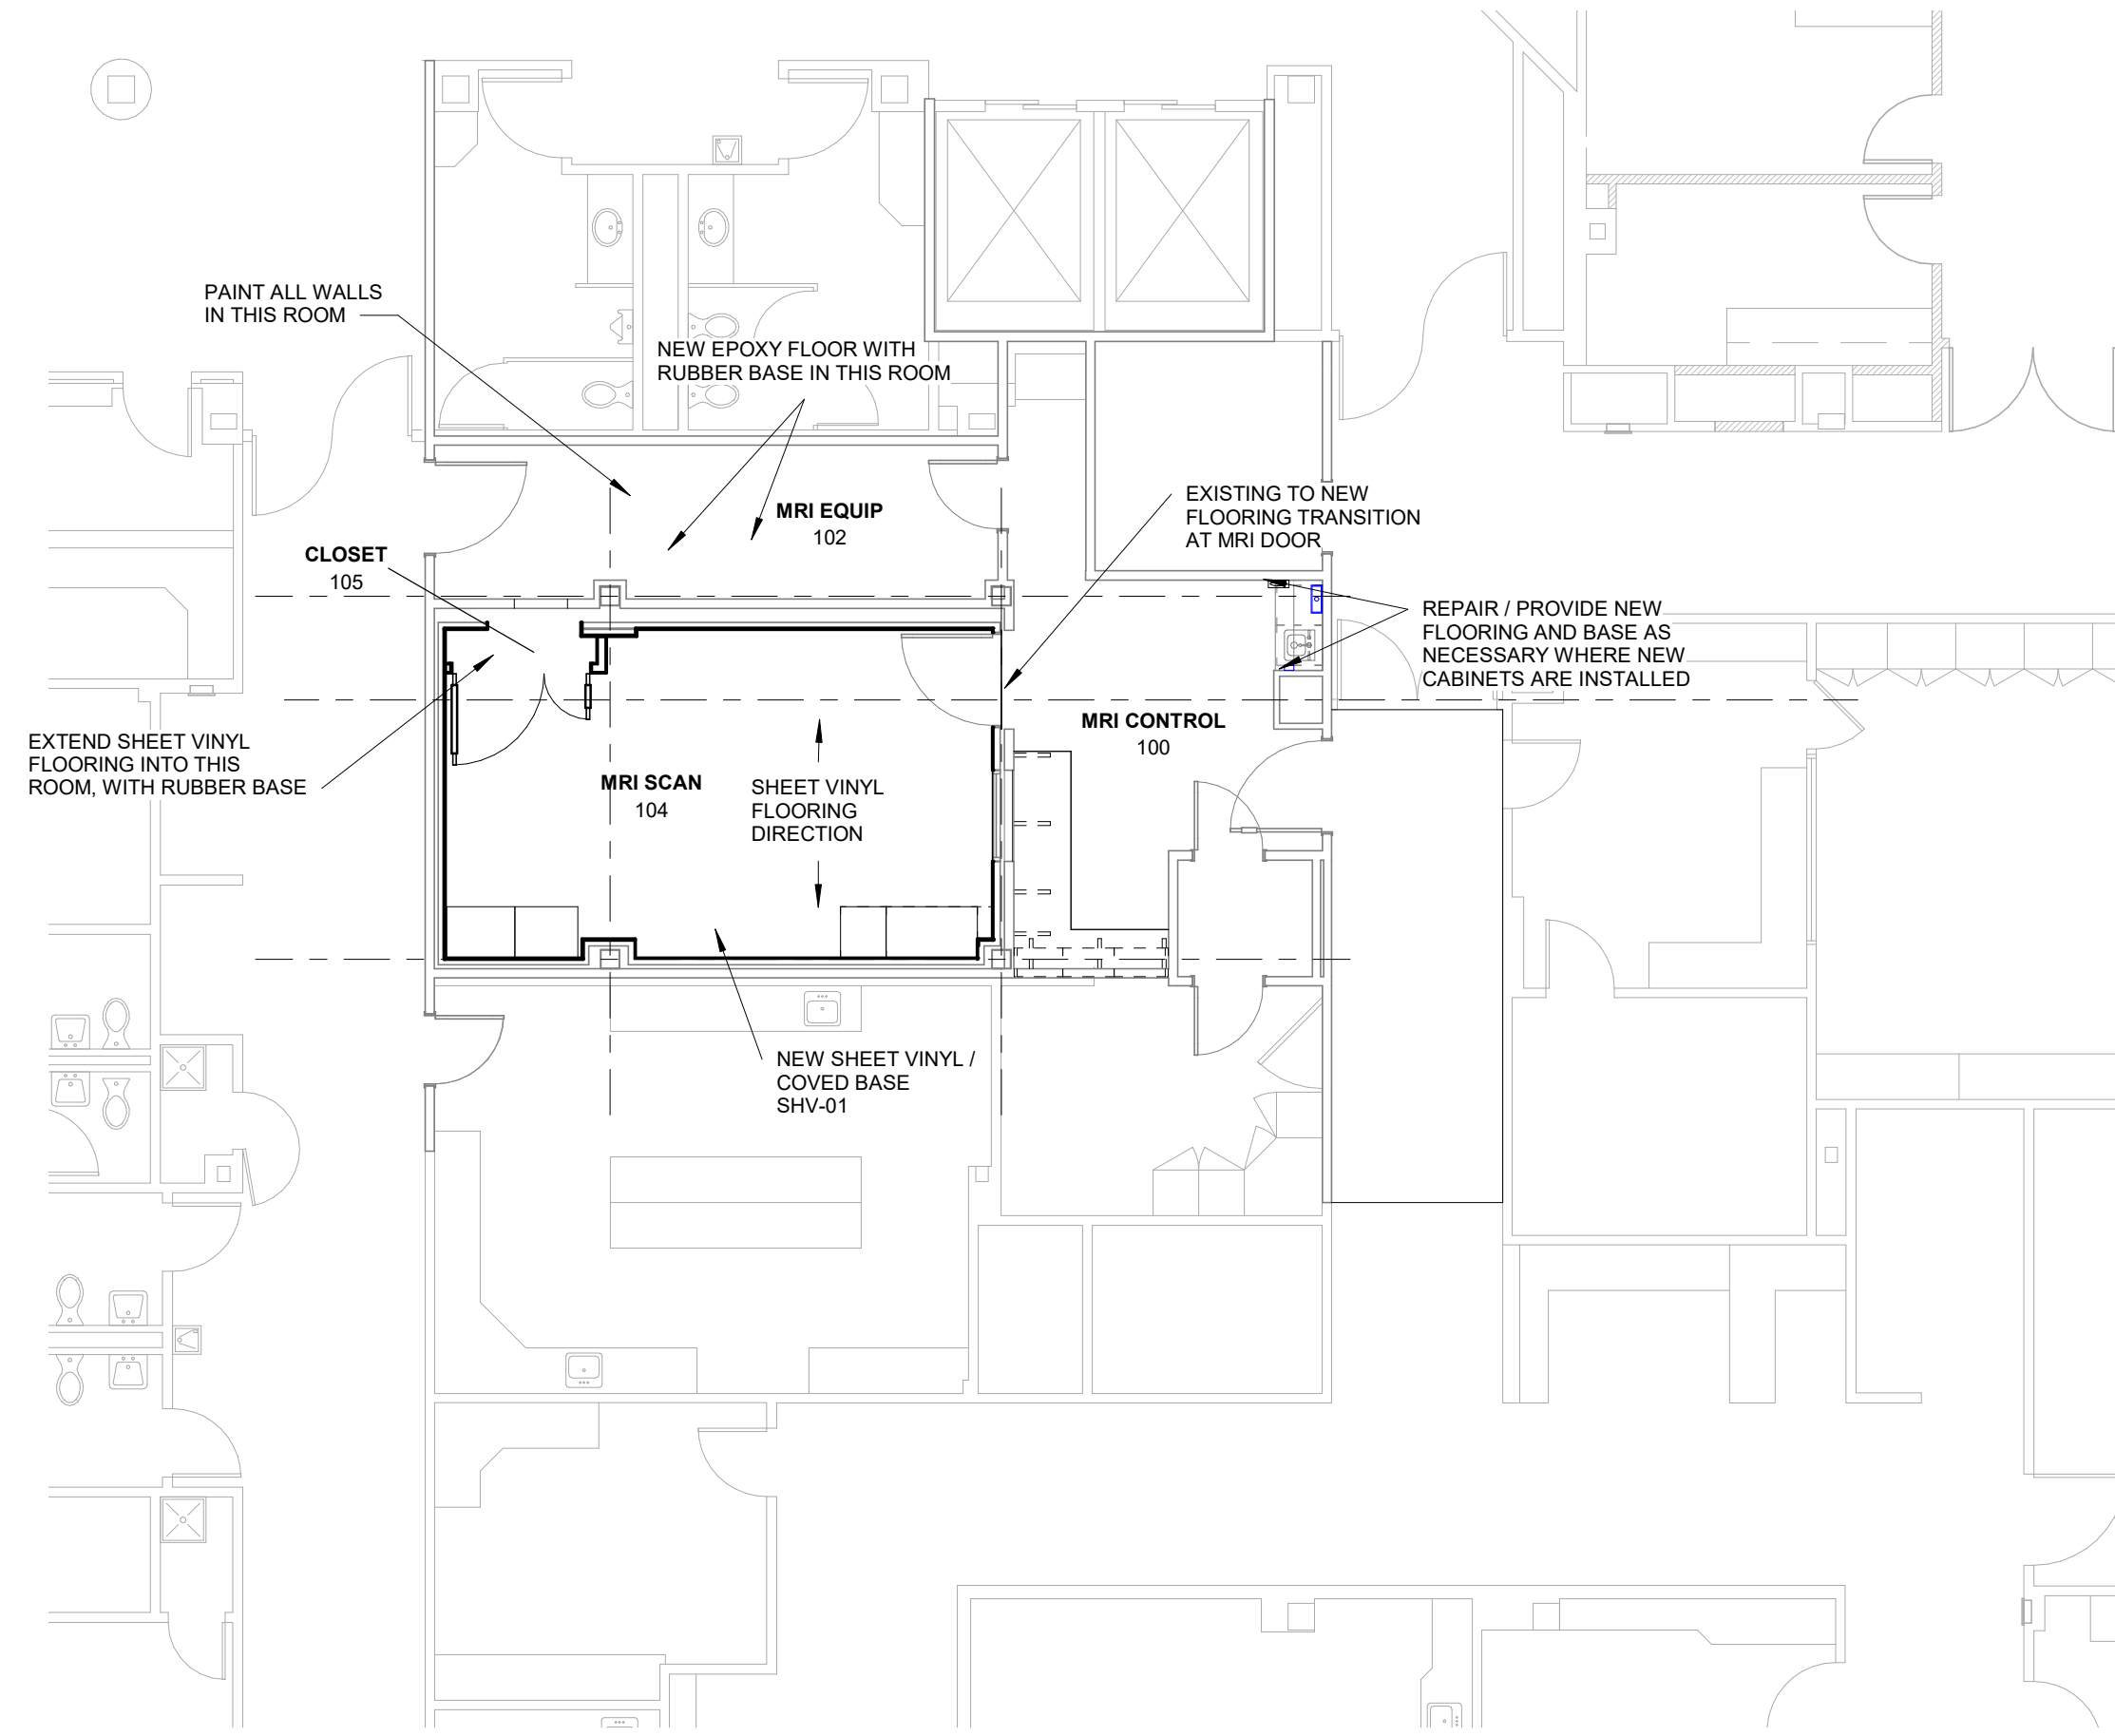 PAINT ALL WALLS
IN THIS ROOM
NEW EPOXY FLOOR WITH
RUBBER BASE IN THIS ROOM
MRI EQUIP
102
EXISTING TO NEW
FLOORING TRANSITION
AT MRI DOOR
CLOSET
105
REPAIR / PROVIDE NEW
FLOORING AND BASE AS
NECESSARY WHERE NEW
CABINETS ARE INSTALLED
MRI CONTROL
100
EXTEND SHEET VINYL
FLOORING INTO THIS
ROOM, WITH RUBBER BASE
MRI SCAN
104
SHEET VINYL
FLOORING
DIRECTION
NEW SHEET VINYL /
COVED BASE
SHV-01